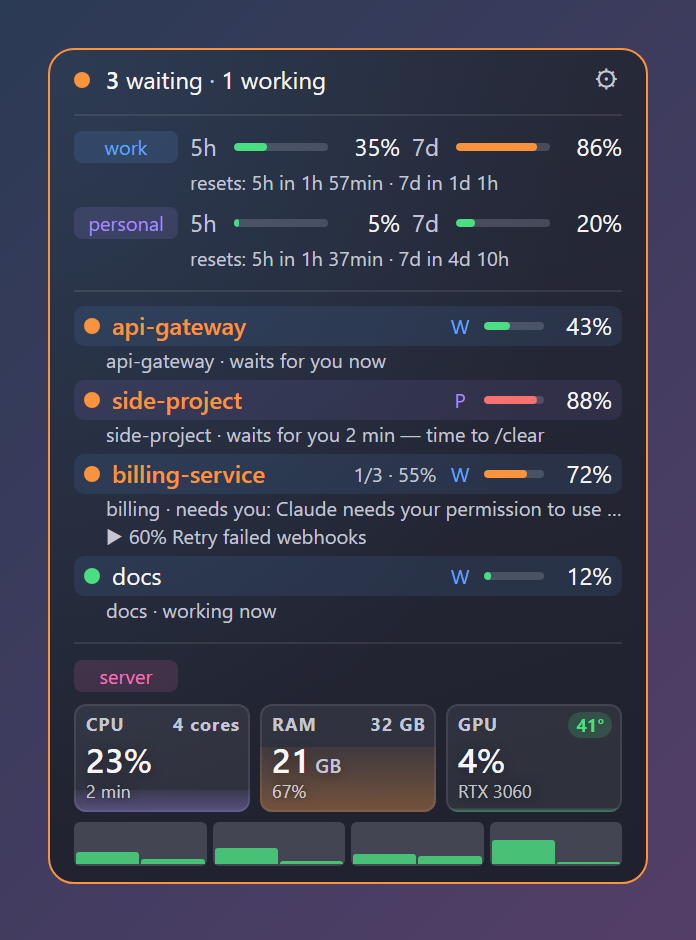 3 waiting · 1 working
work 5h 35% 7d 86%
resets: 5h in 1h 57min · 7d in 1d 1h
personal 5h 5% 7d 20%
resets: 5h in 1h 37min · 7d in 4d 10h
api-gateway W 43%
api-gateway · waits for you now
side-project P 88%
side-project · waits for you 2 min — time to /clear
billing-service 1/3 · 55% W 72%
billing · needs you: Claude needs your permission to use ...
▶ 60% Retry failed webhooks
docs W 12%
docs · working now
server
CPU 4 cores
23%
2 min
RAM 32 GB
21 GB
67%
GPU 41°
4%
RTX 3060